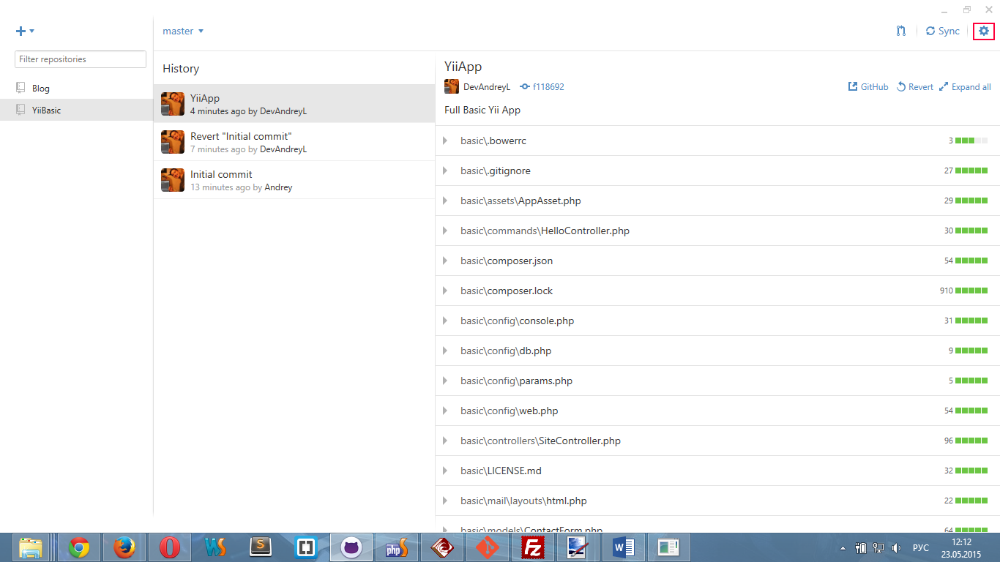 master
Sync
Filter repositories
Blog
YiiBasic
History
YiiApp
4 minutes ago by DevAndreyL
Revert "Initial commit"
7 minutes ago by DevAndreyL
Initial commit
13 minutes ago by Andrey
YiiApp
DevAndreyL f118692
GitHub Revert Expand all
Full Basic Yii App
basic\.bowerrc 3
basic\.gitignore 27
basic\assets\AppAsset.php 29
basic\commands\HelloController.php 30
basic\composer.json 54
basic\composer.lock 910
basic\config\console.php 31
basic\config\db.php 9
basic\config\params.php 5
basic\config\web.php 54
basic\controllers\SiteController.php 96
basic\LICENSE.md 32
basic\mail\layouts\html.php 22
basic\models\ContactForm.php 64
WS
S
php
Fz
W
РУС
12:12
23.05.2015